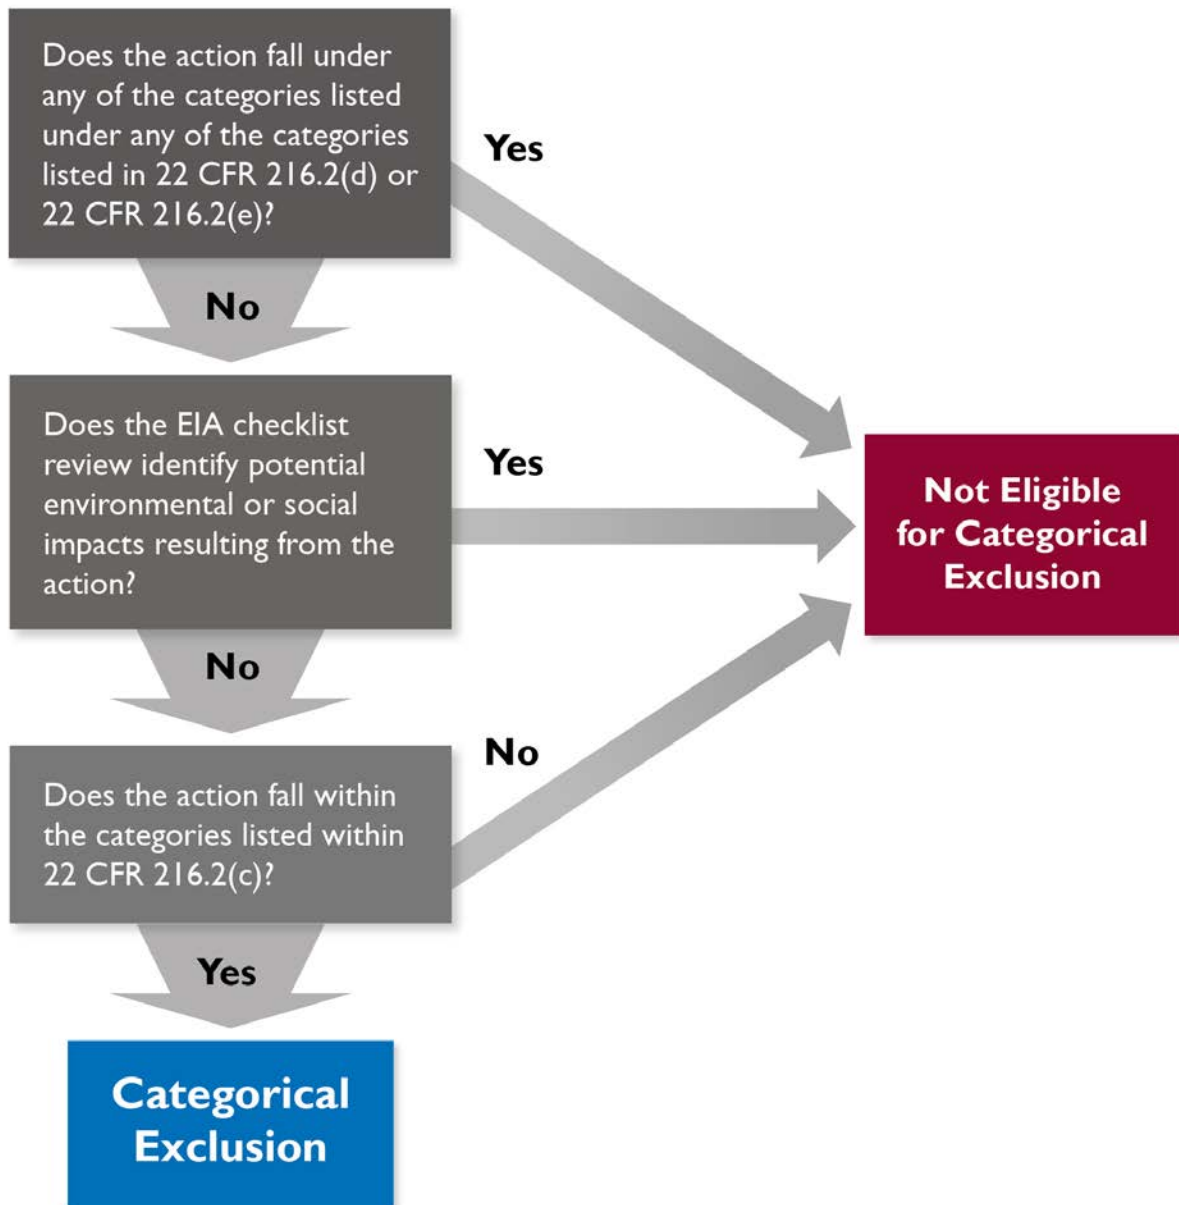 Does the action fall under
any of the categories listed
under any of the categories
listed in 22 CFR 216.2(d) or
22 CFR 216.2(e)?
Yes
No
Does the EIA checklist
review identify potential
environmental or social
impacts resulting from the
action?
Yes
Not Eligible
for Categorical
Exclusion
No
Does the action fall within
the categories listed within
22 CFR 216.2(c)?
No
Yes
Categorical
Exclusion